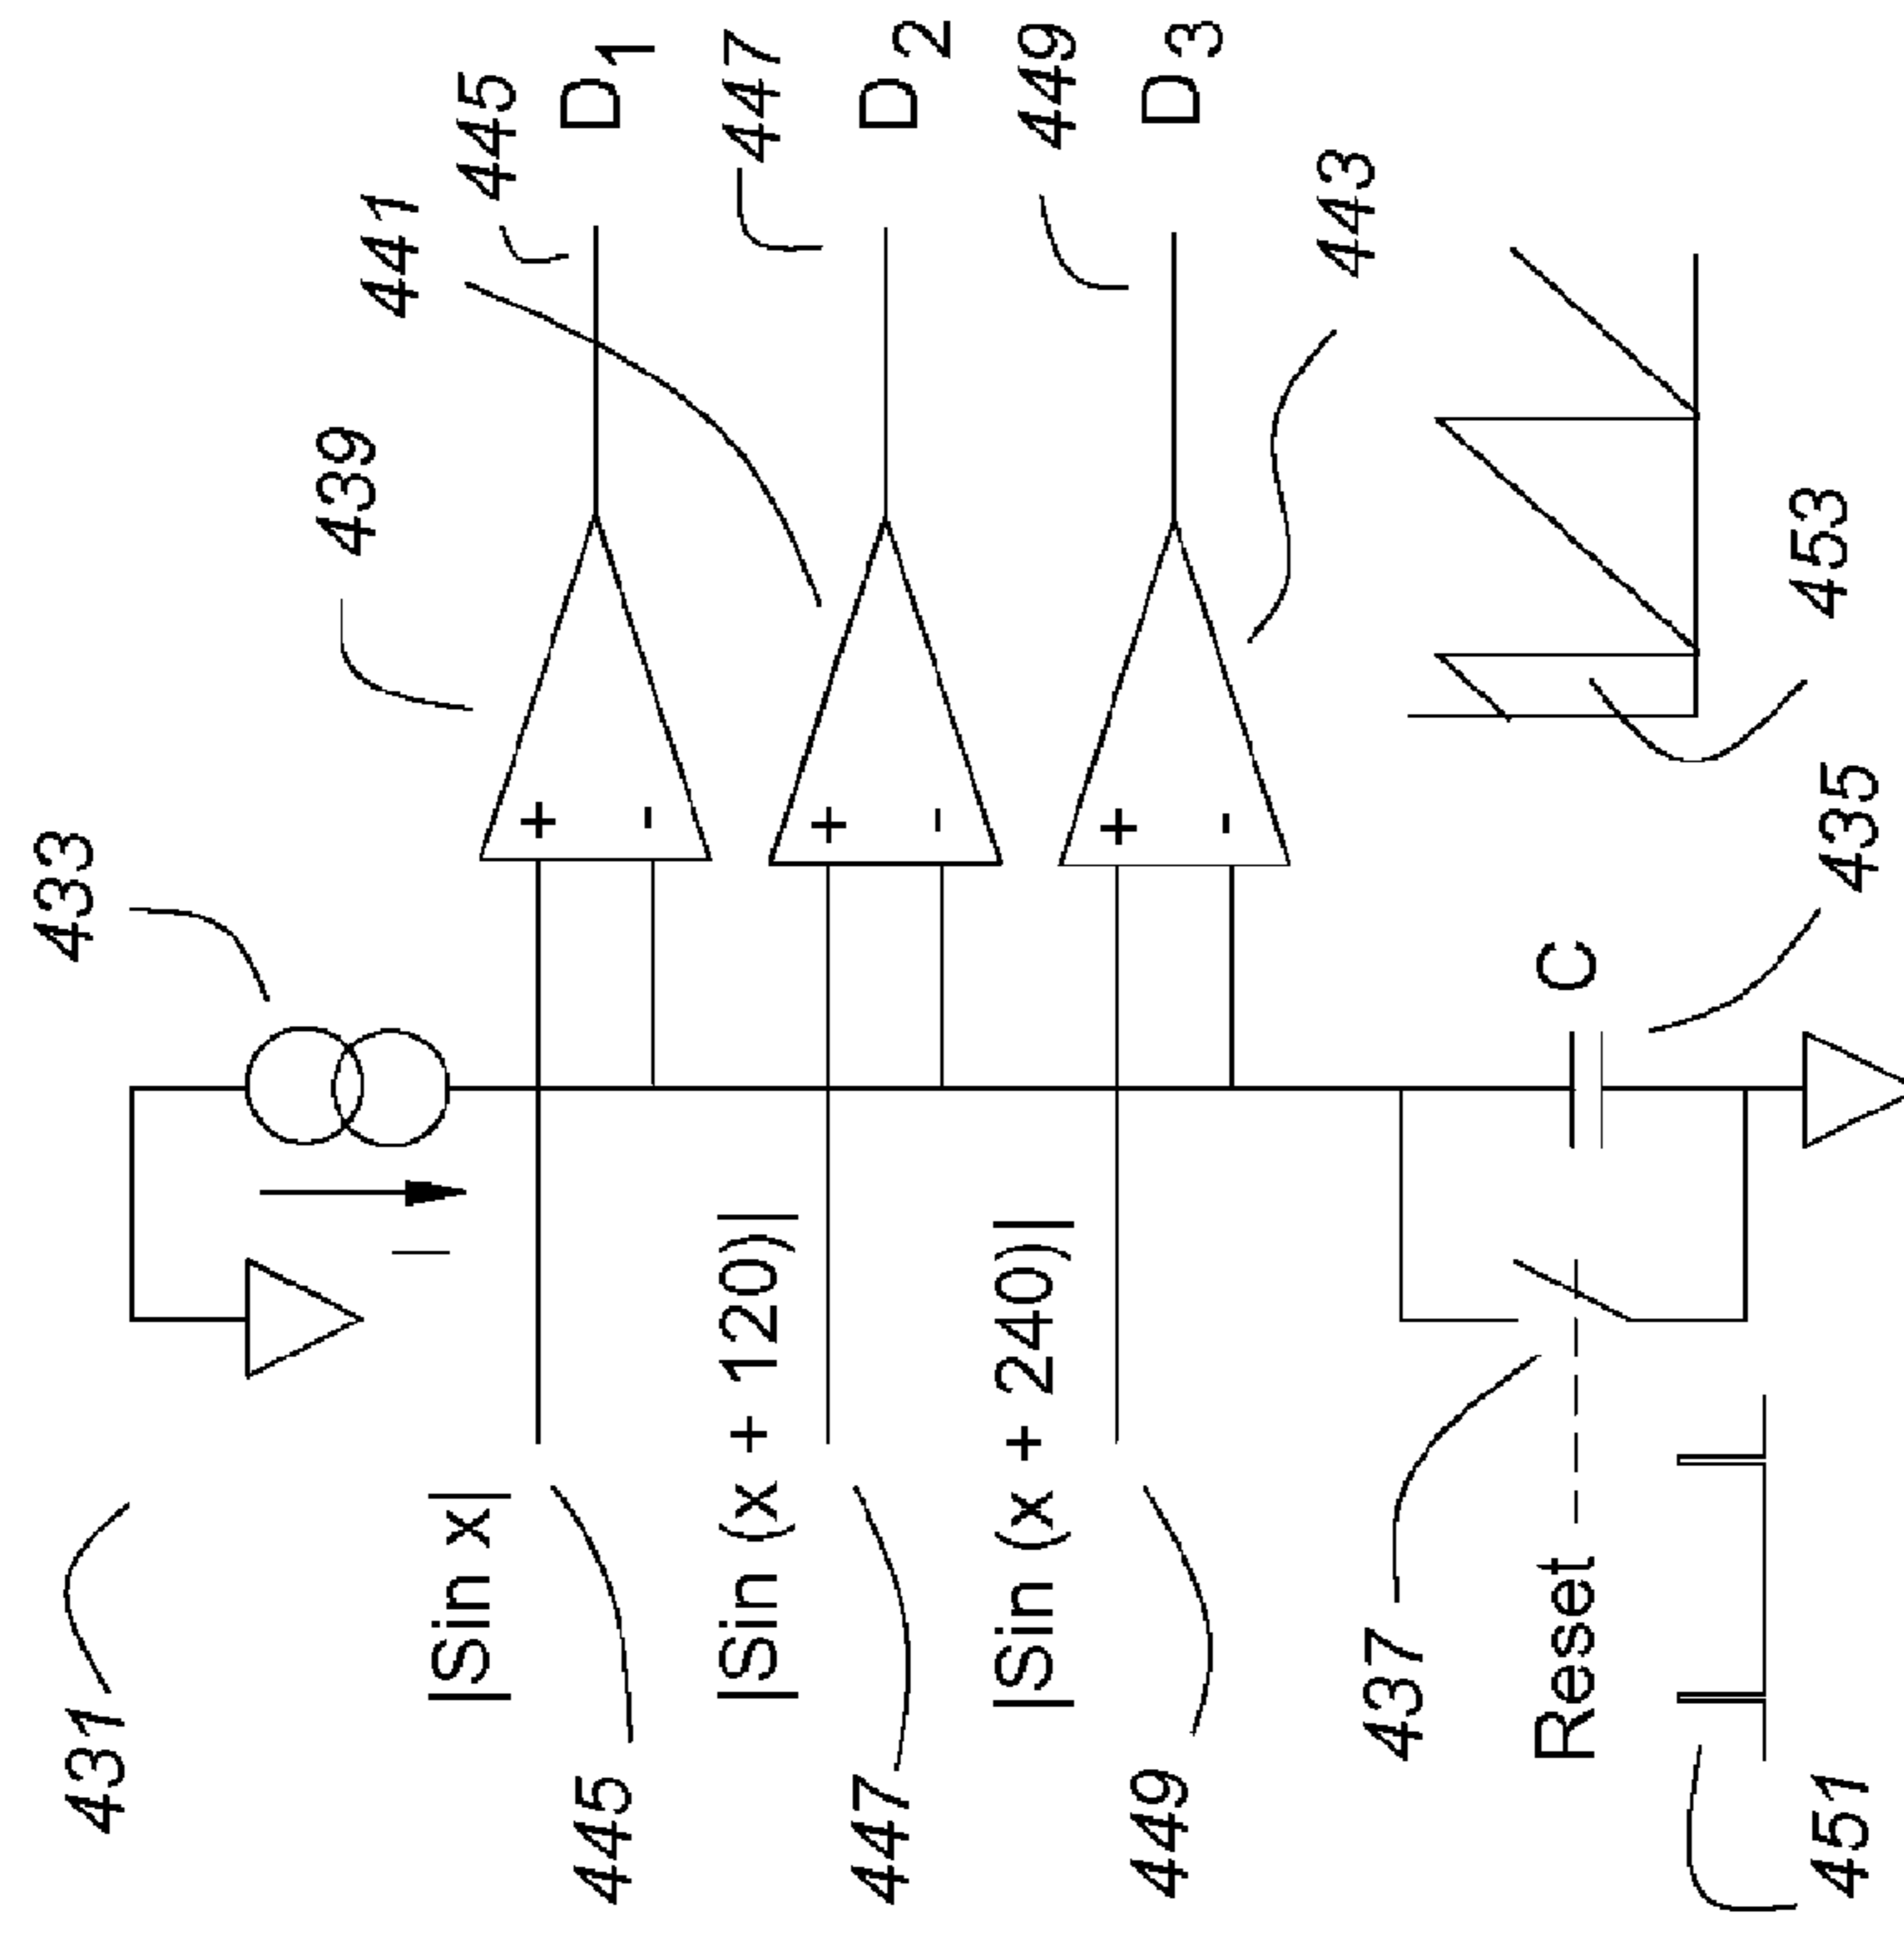 431
433
|Sin x|
445
439
441
445
D1
|Sin (x + 120)|
447
447
D2
|Sin (x + 240)|
449
449
D3
443
I
+
-
+
-
+
-
437
Reset
C
435
451
453